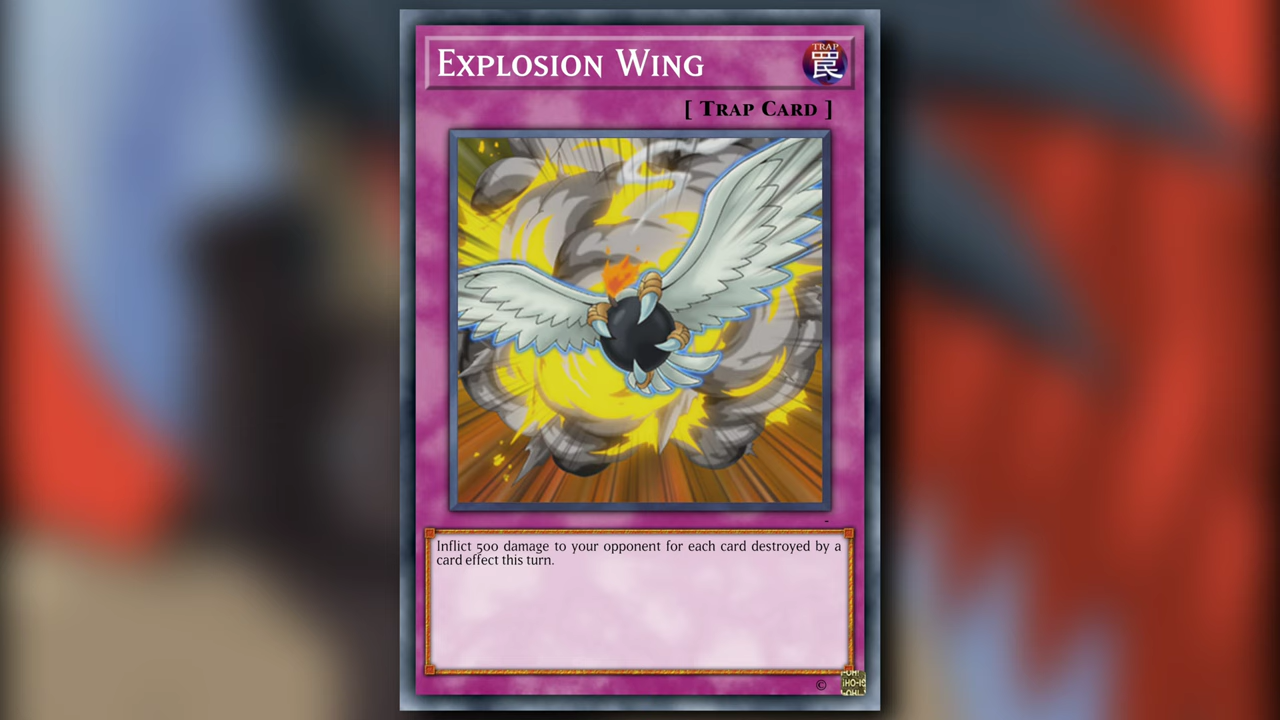 Explosion Wing
TRAP
罠
[ Trap Card ]
-
Inflict 500 damage to your opponent for each card destroyed by a
card effect this turn.
©